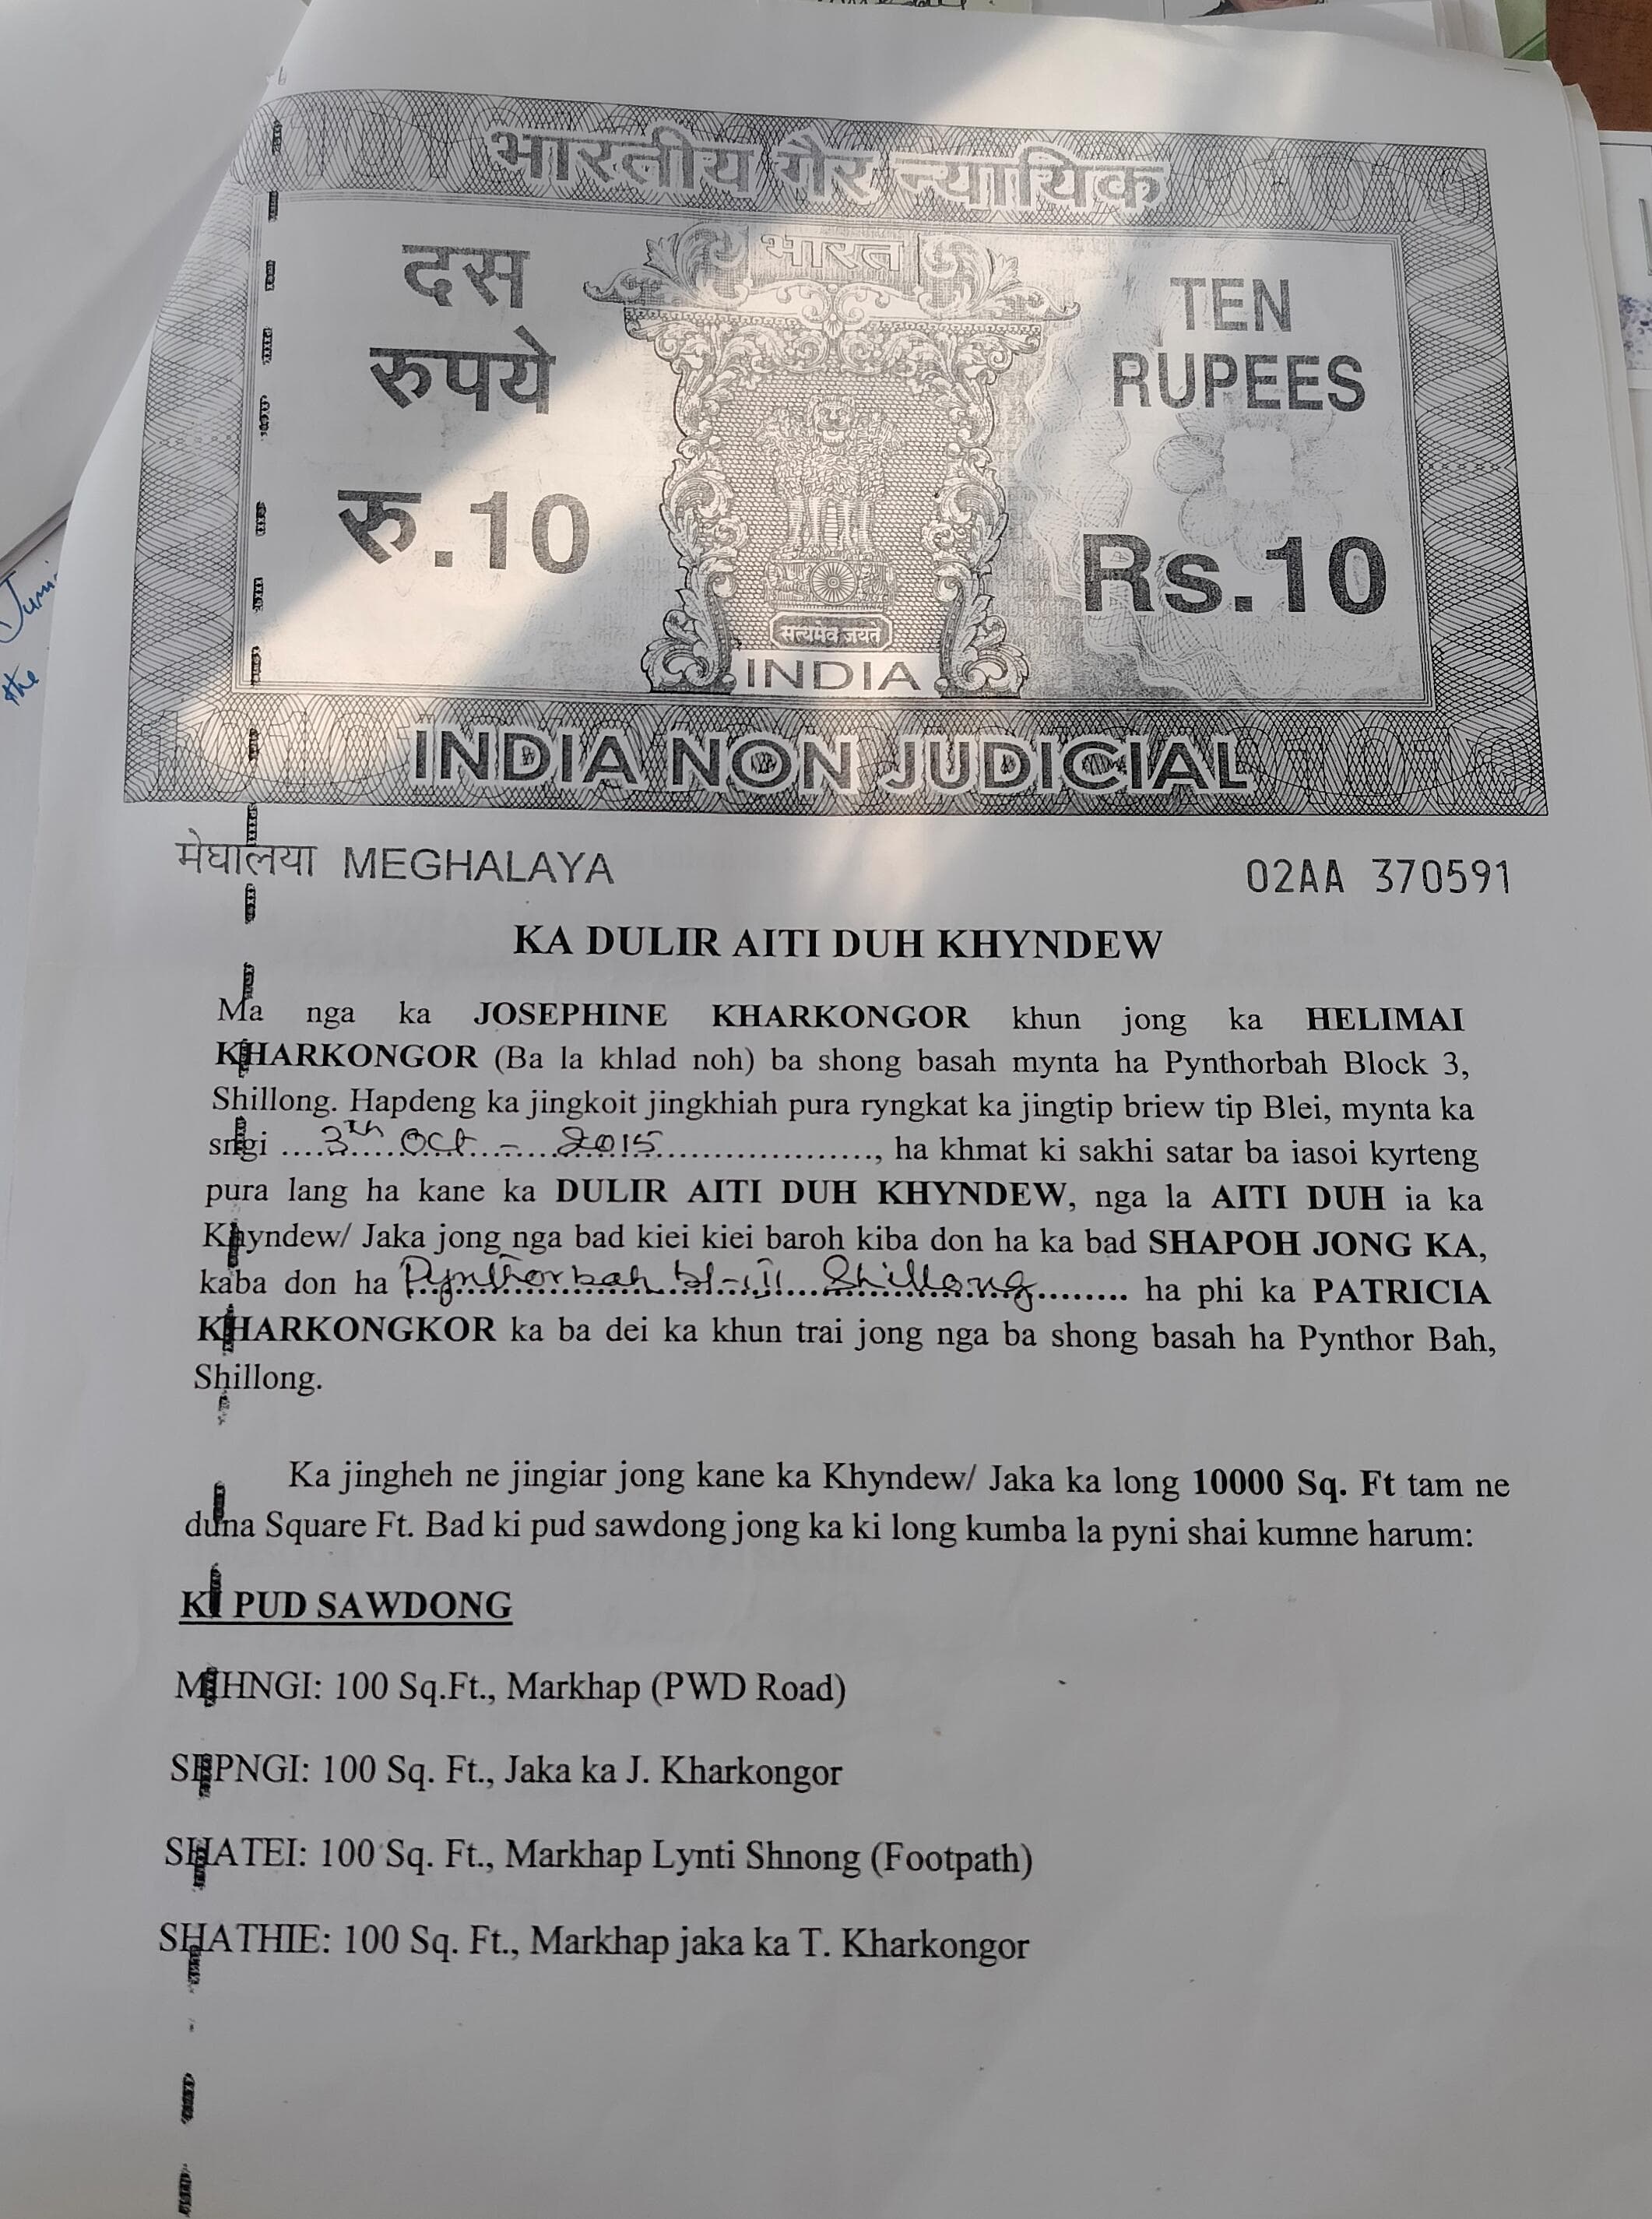 भारतीय गैर न्यायिक
भारत
दस
रुपये
रु.10
TEN
RUPEES
Rs.10
सत्यमेव जयते
INDIA
INDIA NON JUDICIAL
मेघालया MEGHALAYA
02AA 370591
KA DULIR AITI DUH KHYNDEW
Ma nga ka JOSEPHINE KHARKONGOR khun jong ka HELIMAI
KHARKONGOR (Ba la khlad noh) ba shong basah mynta ha Pynthorbah Block 3,
Shillong. Hapdeng ka jingkoit jingkhiah pura ryngkat ka jingtip briew tip Blei, mynta ka
sngi ....3th Oct - 2015...................., ha khmat ki sakhi satar ba iasoi kyrteng
pura lang ha kane ka DULIR AITI DUH KHYNDEW, nga la AITI DUH ia ka
Khyndew/ Jaka jong nga bad kiei kiei baroh kiba don ha ka bad SHAPOH JONG KA,
kaba don ha Pynthorbah bl-III Shillong......... ha phi ka PATRICIA
KHARKONGKOR ka ba dei ka khun trai jong nga ba shong basah ha Pynthor Bah,
Shillong.
Ka jingheh ne jingiar jong kane ka Khyndew/ Jaka ka long 10000 Sq. Ft tam ne
duna Square Ft. Bad ki pud sawdong jong ka ki long kumba la pyni shai kumne harum:
KI PUD SAWDONG
MIHNGI: 100 Sq.Ft., Markhap (PWD Road)
SEPNGI: 100 Sq. Ft., Jaka ka J. Kharkongor
SHATEI: 100 Sq. Ft., Markhap Lynti Shnong (Footpath)
SHATHIE: 100 Sq. Ft., Markhap jaka ka T. Kharkongor
the